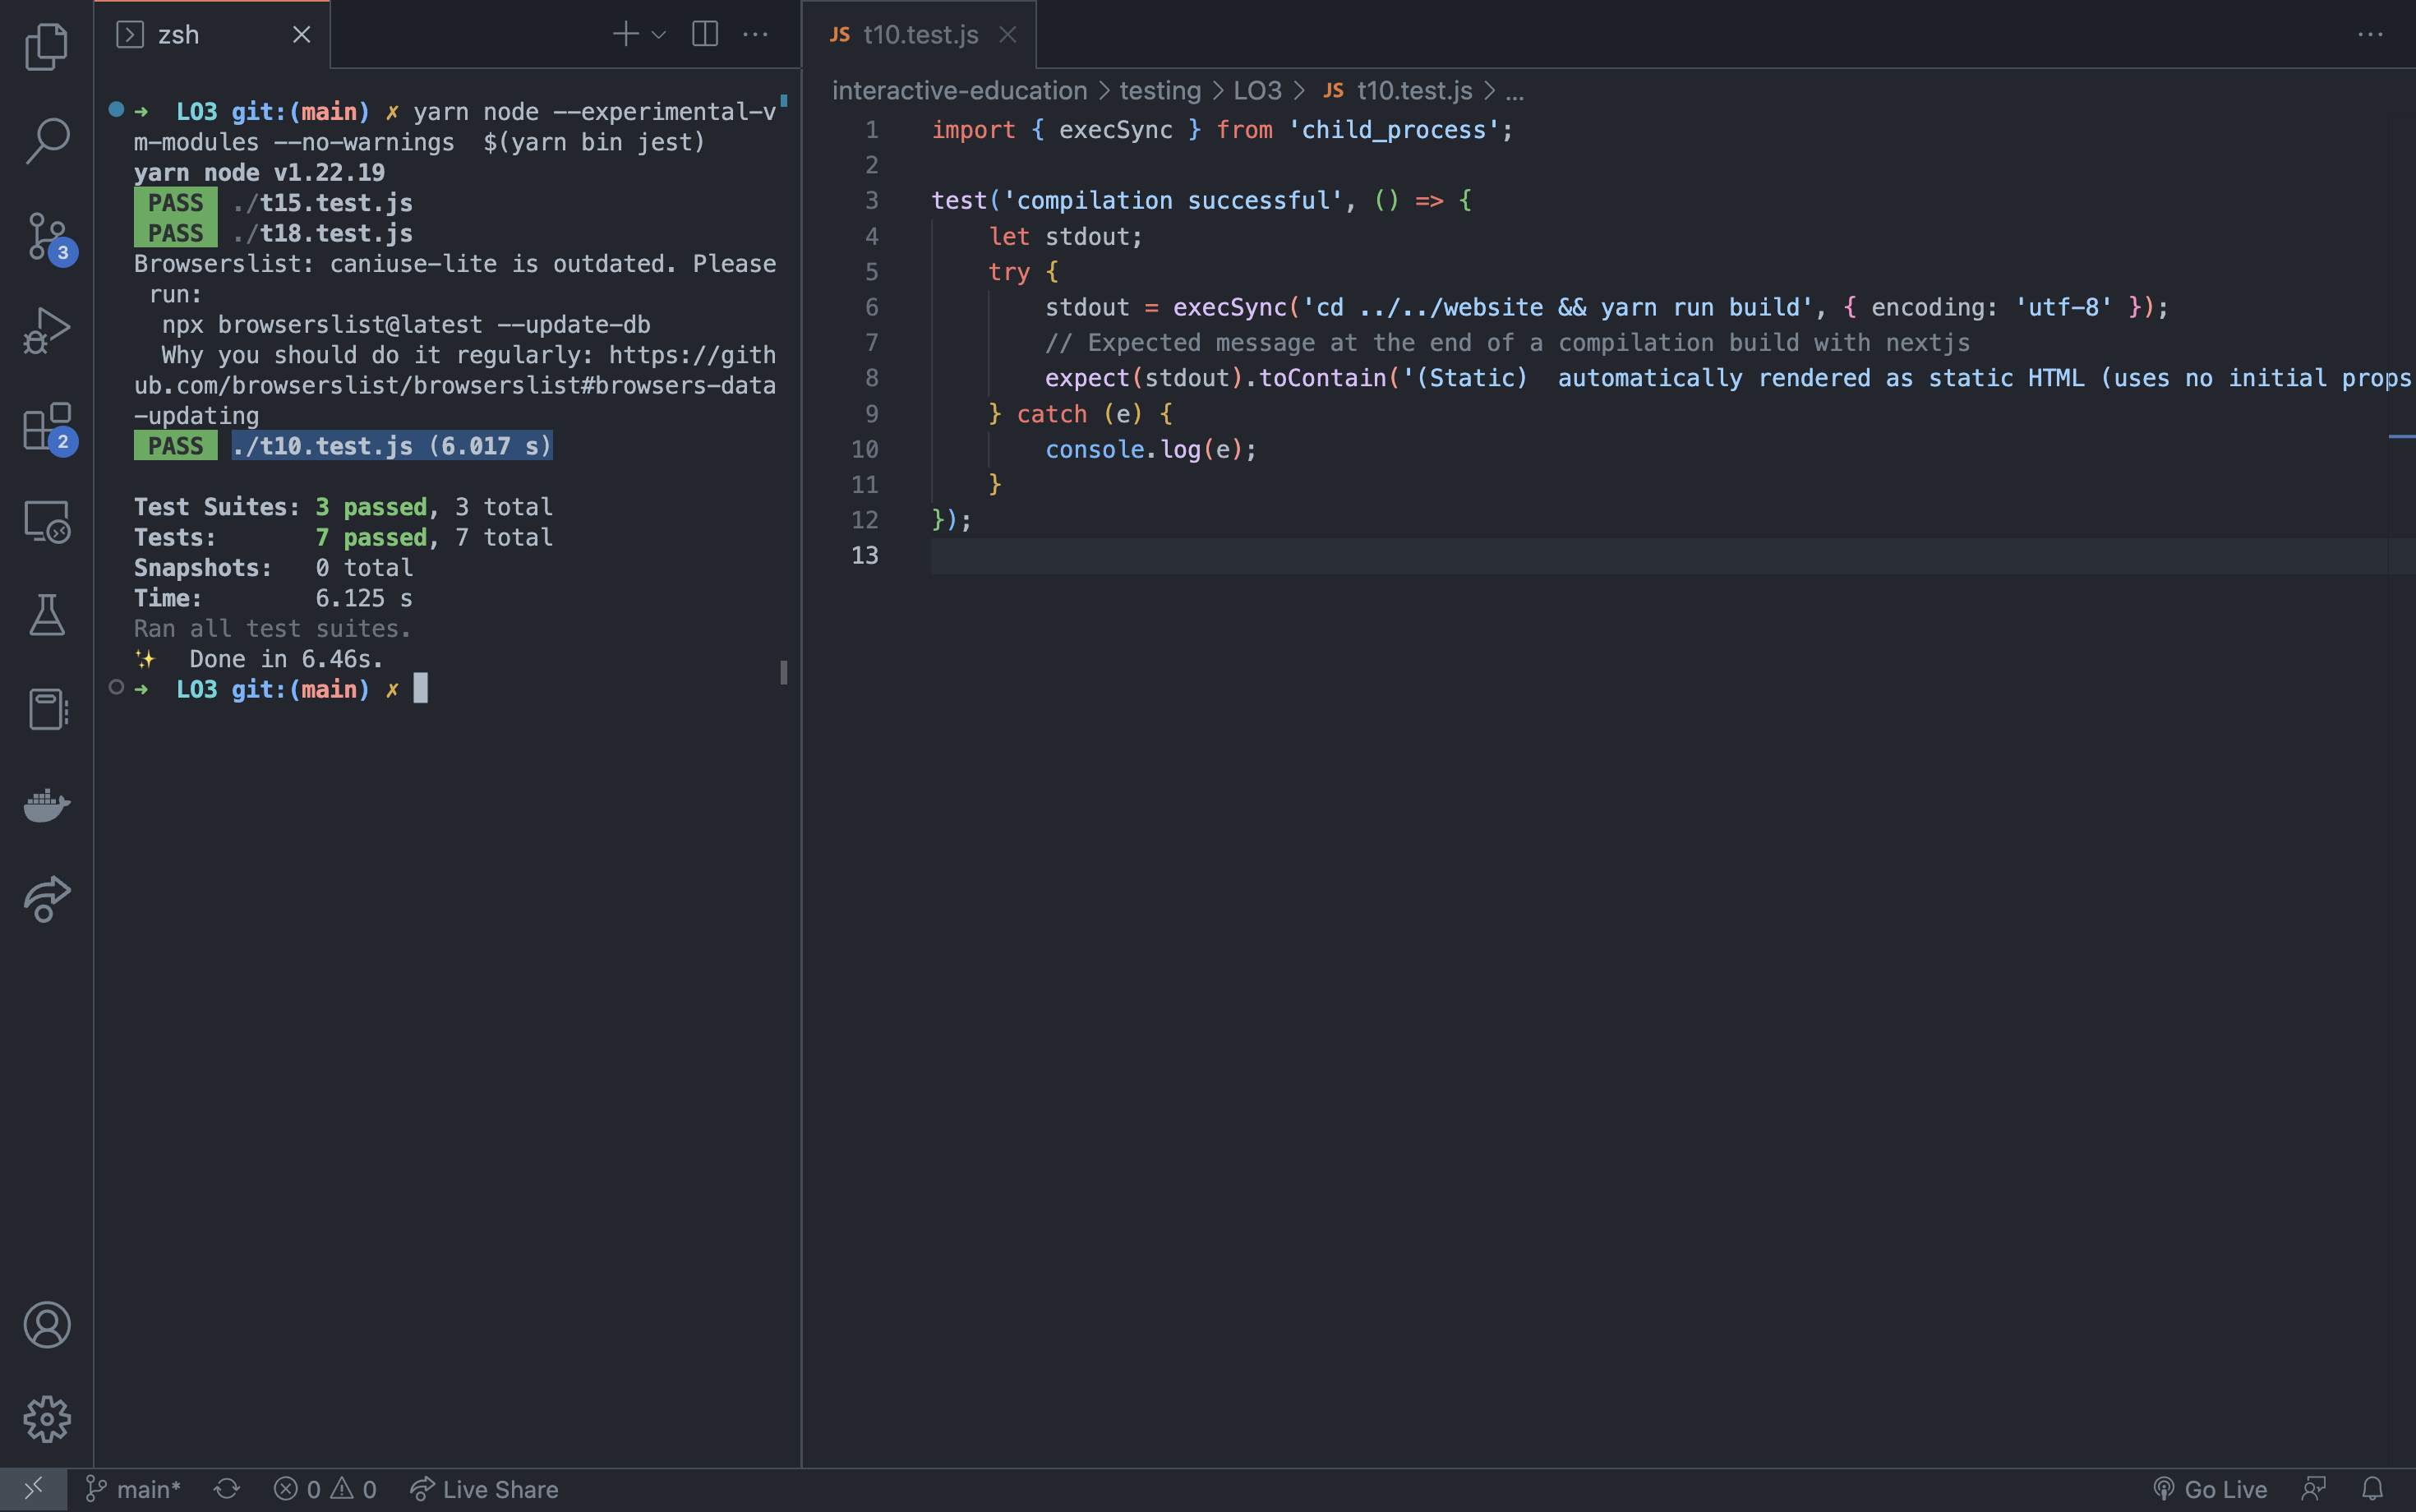 zsh
➜  LO3 git:(main) ✗ yarn node --experimental-v
m-modules --no-warnings  $(yarn bin jest)
yarn node v1.22.19
PASS ./t15.test.js
PASS ./t18.test.js
Browserslist: caniuse-lite is outdated. Please
 run:
  npx browserslist@latest --update-db
  Why you should do it regularly: https://gith
ub.com/browserslist/browserslist#browsers-data
-updating
PASS ./t10.test.js (6.017 s)
Test Suites: 3 passed, 3 total
Tests:       7 passed, 7 total
Snapshots:   0 total
Time:        6.125 s
Ran all test suites.
✨  Done in 6.46s.
➜  LO3 git:(main) ✗
3
2
JS t10.test.js
interactive-education > testing > LO3 > JS t10.test.js > ...
1 import { execSync } from 'child_process';
2
3 test('compilation successful', () => {
4     let stdout;
5     try {
6         stdout = execSync('cd ../../website && yarn run build', { encoding: 'utf-8' });
7         // Expected message at the end of a compilation build with nextjs
8         expect(stdout).toContain('(Static)  automatically rendered as static HTML (uses no initial props
9     } catch (e) {
10         console.log(e);
11     }
12 });
13
main* 0 0 Live Share
Go Live